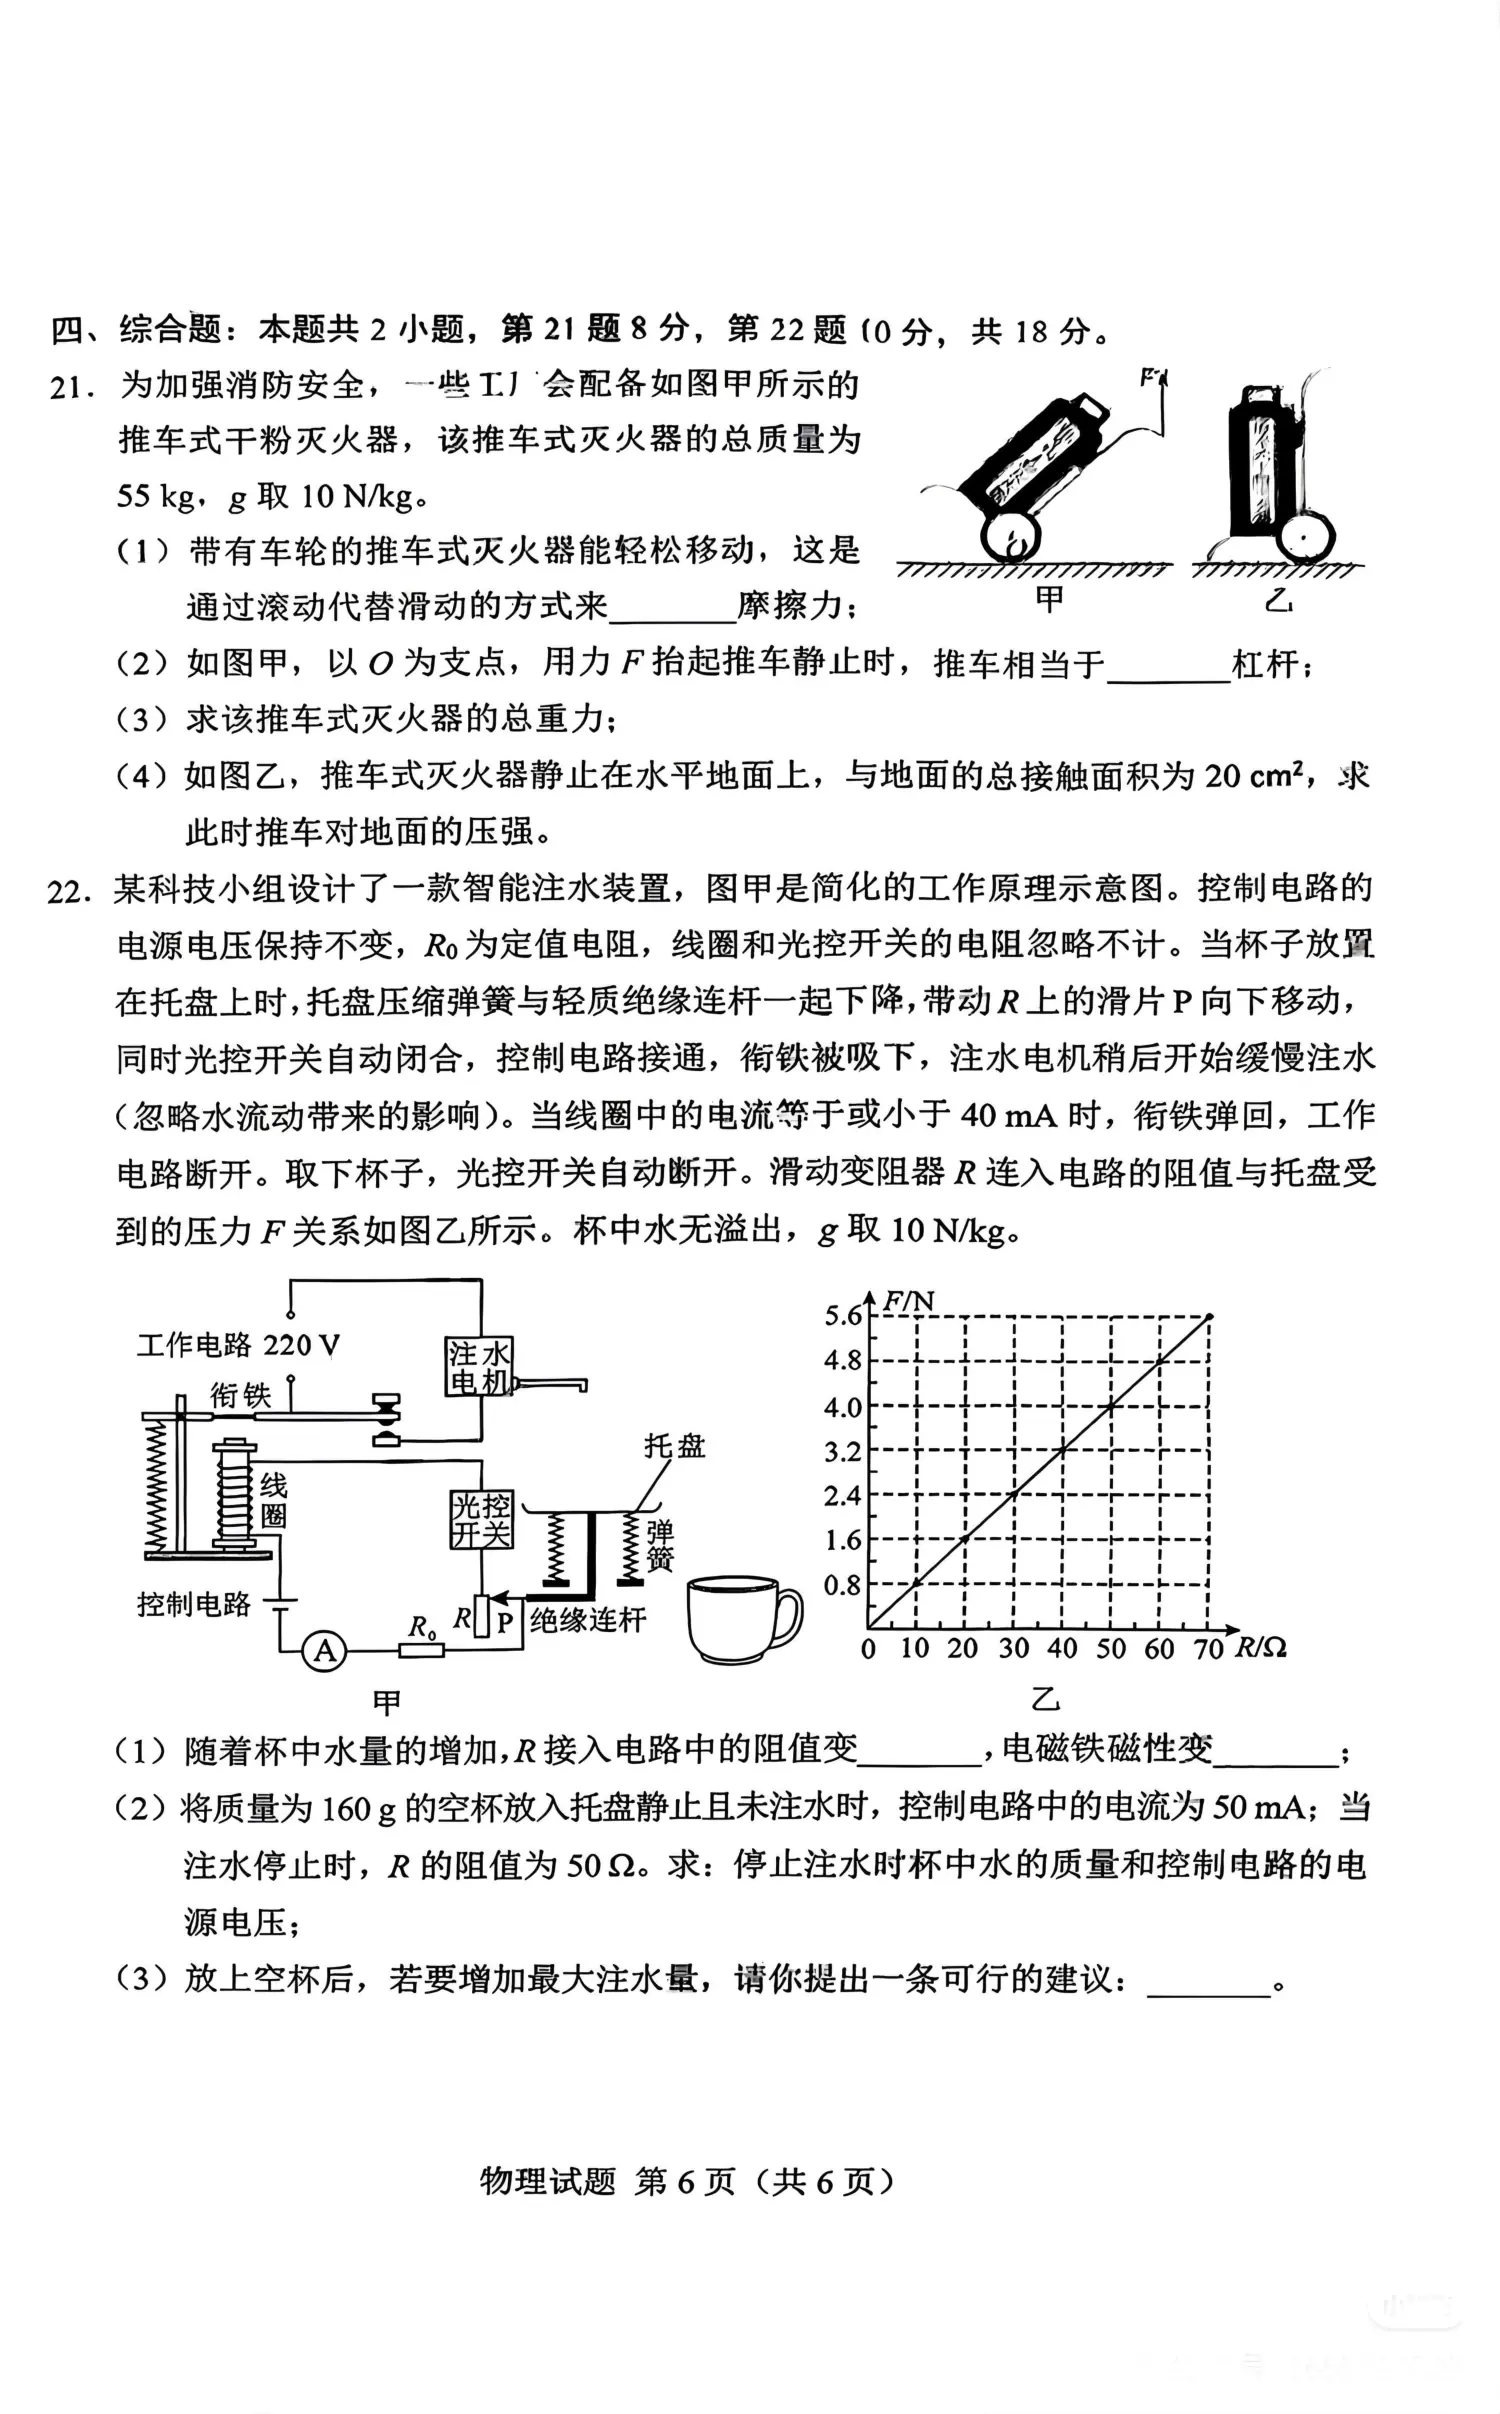 四、综合题：本题共 2 小题，第 21 题 8 分，第 22 题 10 分，共 18 分。
21．为加强消防安全，一些工厂会配备如图甲所示的
推车式干粉灭火器，该推车式灭火器的总质量为
55 kg，g 取 10 N/kg。
（1）带有车轮的推车式灭火器能轻松移动，这是
通过滚动代替滑动的方式来________摩擦力；
F
O
甲
乙
（2）如图甲，以 O 为支点，用力 F 抬起推车静止时，推车相当于________杠杆；
（3）求该推车式灭火器的总重力；
（4）如图乙，推车式灭火器静止在水平地面上，与地面的总接触面积为 20 cm²，求
此时推车对地面的压强。
22．某科技小组设计了一款智能注水装置，图甲是简化的工作原理示意图。控制电路的
电源电压保持不变，R₀ 为定值电阻，线圈和光控开关的电阻忽略不计。当杯子放置
在托盘上时，托盘压缩弹簧与轻质绝缘连杆一起下降，带动 R 上的滑片 P 向下移动，
同时光控开关自动闭合，控制电路接通，衔铁被吸下，注水电机稍后开始缓慢注水
（忽略水流动带来的影响）。当线圈中的电流等于或小于 40 mA 时，衔铁弹回，工作
电路断开。取下杯子，光控开关自动断开。滑动变阻器 R 连入电路的阻值与托盘受
到的压力 F 关系如图乙所示。杯中水无溢出，g 取 10 N/kg。
工作电路 220 V
注水
电机
衔铁
线
圈
光控
开关
托盘
弹
簧
控制电路
A
R₀
R
P
绝缘连杆
甲
F/N
5.6
4.8
4.0
3.2
2.4
1.6
0.8
0 10 20 30 40 50 60 70 R/Ω
乙
（1）随着杯中水量的增加，R 接入电路中的阻值变________，电磁铁磁性变________；
（2）将质量为 160 g 的空杯放入托盘静止且未注水时，控制电路中的电流为 50 mA；当
注水停止时，R 的阻值为 50 Ω。求：停止注水时杯中水的质量和控制电路的电
源电压；
（3）放上空杯后，若要增加最大注水量，请你提出一条可行的建议：________。
物理试题 第 6 页（共 6 页）